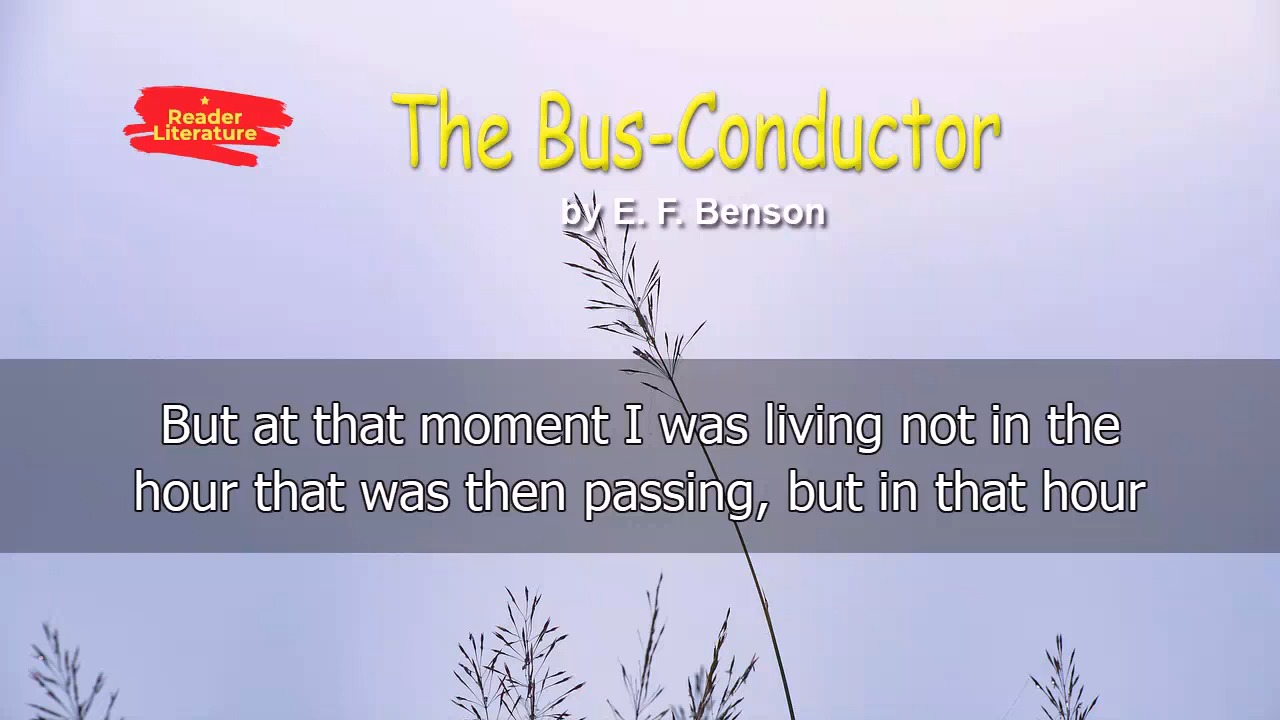 Reader
Literature
The Bus-Conductor
by E. F. Benson
But at that moment I was living not in the
hour that was then passing, but in that hour